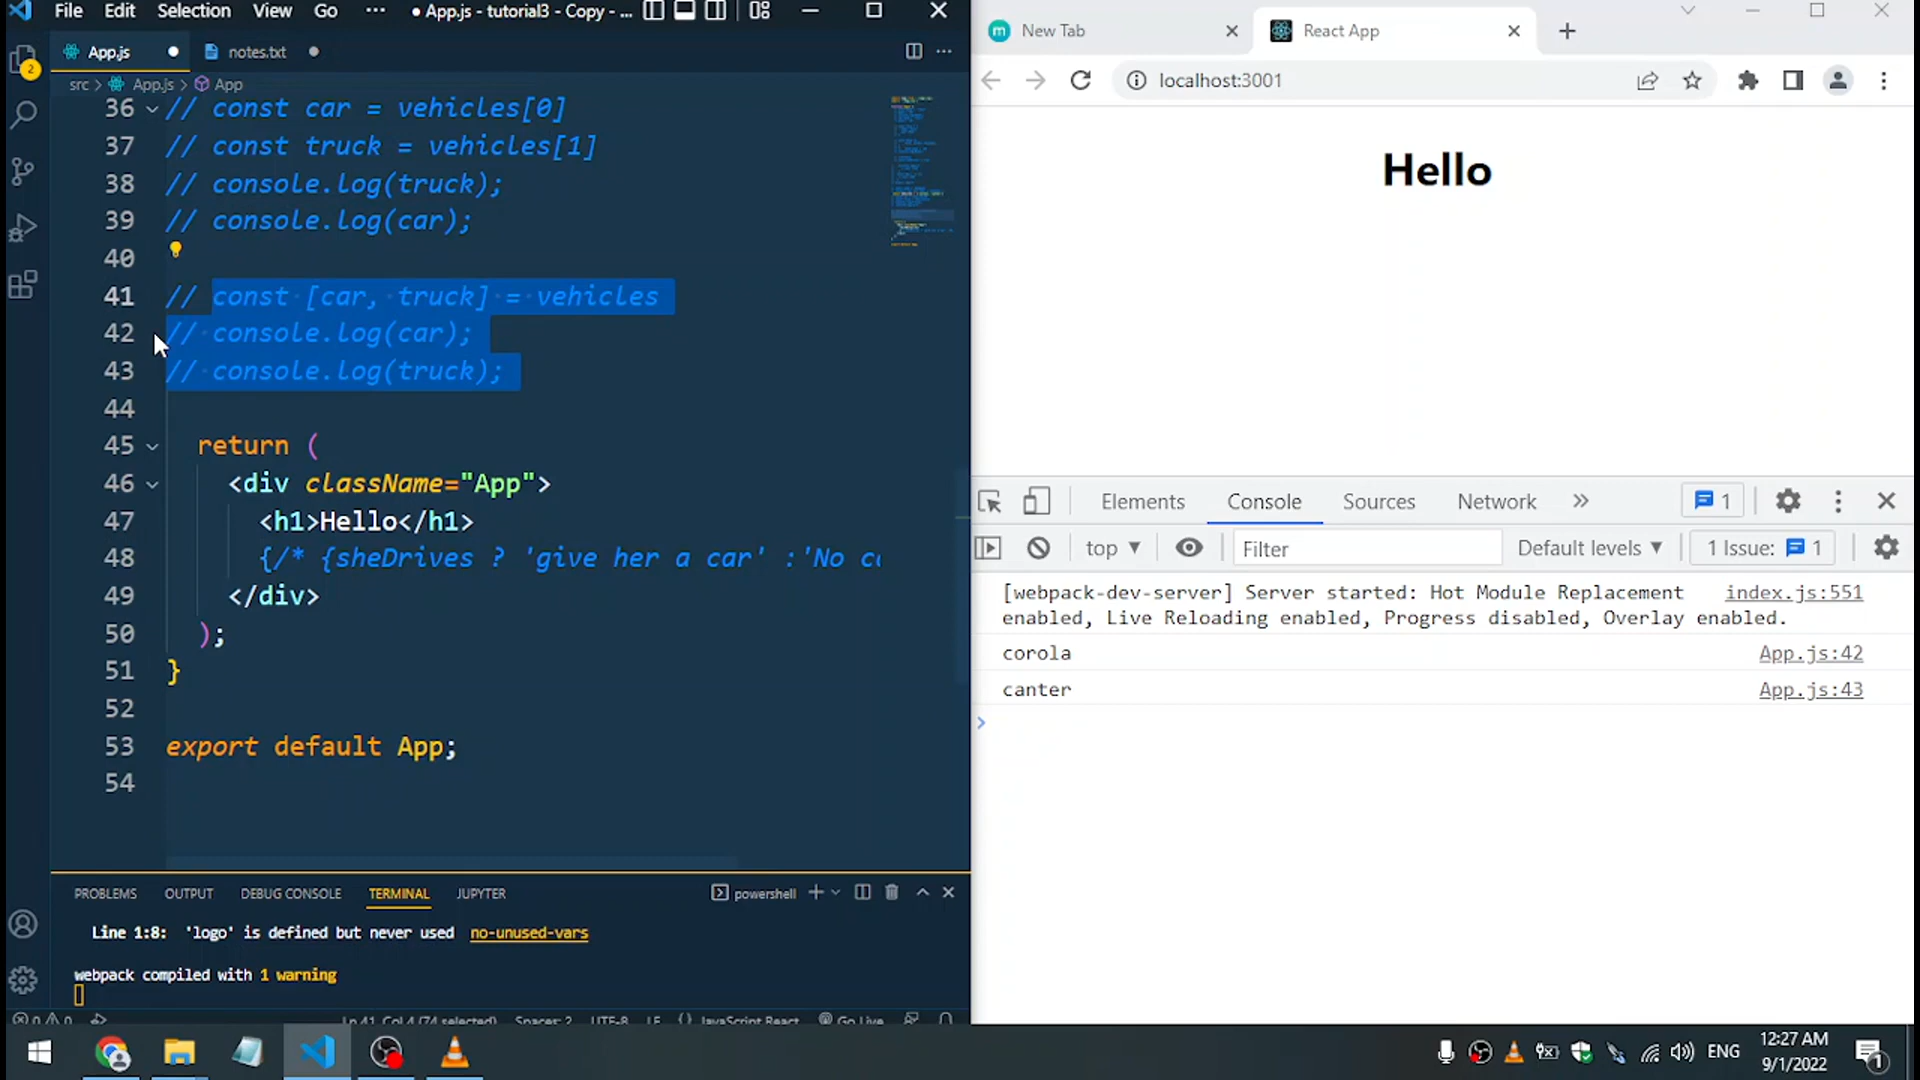 File Edit Selection View Go ··· ● App.js - tutorial3 - Copy - ...
App.js ● notes.txt ●
src > App.js > App
36 // const car = vehicles[0]
37 // const truck = vehicles[1]
38 // console.log(truck);
39 // console.log(car);
40
41 // const [car, truck] = vehicles
42 // console.log(car);
43 // console.log(truck);
44
45 return (
46 <div className="App">
47 <h1>Hello</h1>
48 {/* {sheDrives ? 'give her a car' :'No
49 </div>
50 );
51 }
52
53 export default App;
54
PROBLEMS OUTPUT DEBUG CONSOLE TERMINAL JUPYTER powershell
Line 1:8: 'logo' is defined but never used no-unused-vars
webpack compiled with 1 warning
Ln 41, Col 4 (74 selected) Spaces: 2 UTF-8 LF {} JavaScript React Go Live
2
New Tab
React App
localhost:3001
Hello
Elements Console Sources Network » 1
top ▼ Filter Default levels ▼ 1 Issue: 1
[webpack-dev-server] Server started: Hot Module Replacement index.js:551
enabled, Live Reloading enabled, Progress disabled, Overlay enabled.
corola App.js:42
canter App.js:43
ENG
12:27 AM
9/1/2022
1